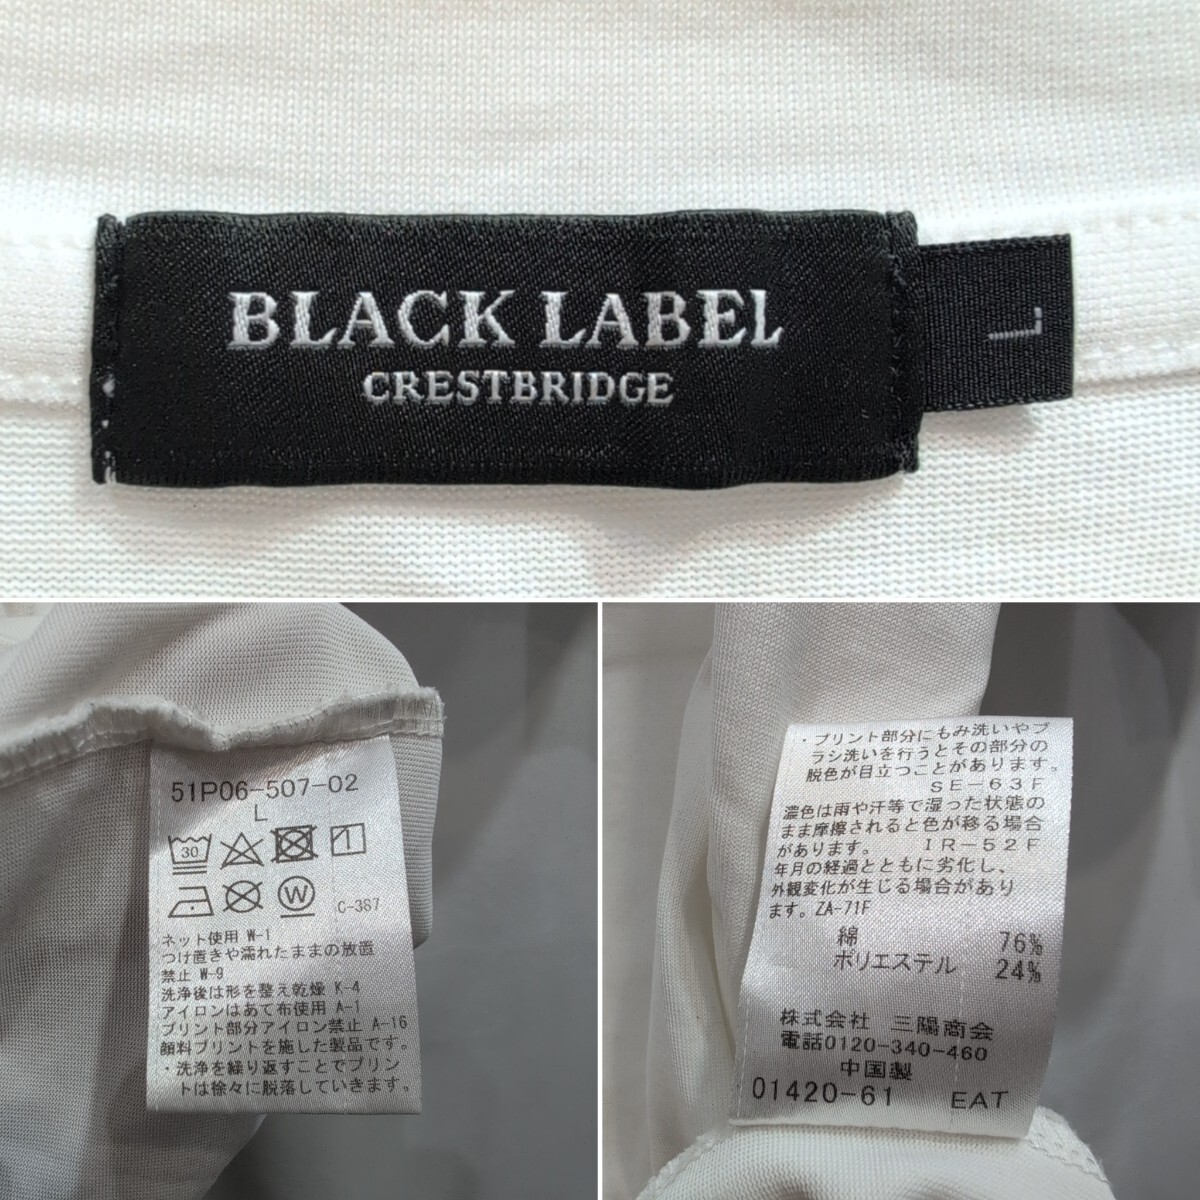 BLACK LABEL
CRESTBRIDGE
L
51P06-507-02
L
30
1
W
C-387
ネット使用 W-1
つけ置きや濡れたままの放置
禁止 W-9
洗浄後は形を整え乾燥 K-4
アイロンはあて布使用 A-1
プリント部分アイロン禁止 A-16
顔料プリントを施した製品です。
・洗浄を繰り返すことでプリン
トは徐々に脱落していきます。
・プリント部分にもみ洗いやブ
ラシ洗いを行うとその部分の
脱色が目立つことがあります。
SE-63F
濃色は雨や汗等で湿った状態の
まま摩擦されると色が移る場合
があります。 IR-52F
年月の経過とともに劣化し、
外観変化が生じる場合があり
ます。ZA-71F
綿 76%
ポリエステル 24%
株式会社 三陽商会
電話0120-340-460
中国製
01420-61 EAT